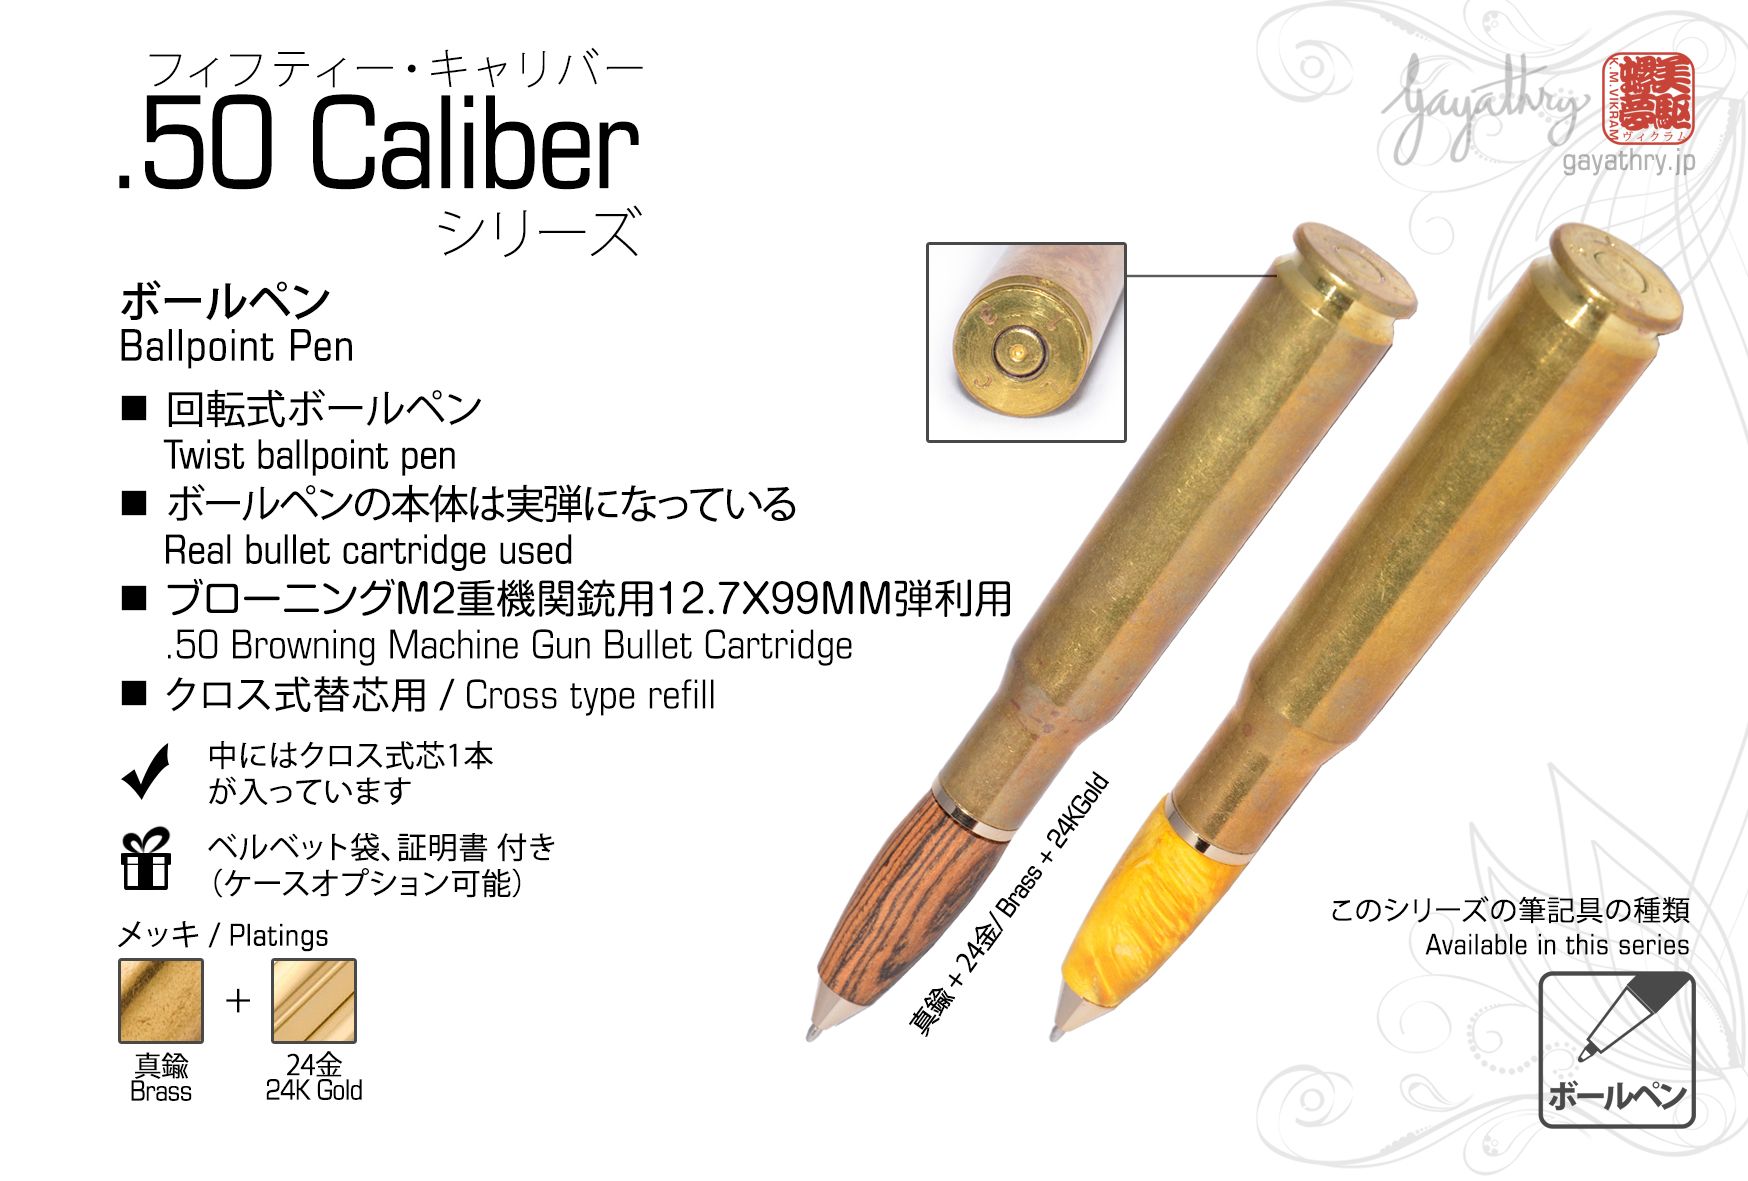 フィフティー・キャリバー
.50 Caliber
シリーズ
gayathry
K.M.VIKRAM
ヴィクラム
gayathry.jp
ボールペン
Ballpoint Pen
■ 回転式ボールペン
Twist ballpoint pen
■ ボールペンの本体は実弾になっている
Real bullet cartridge used
■ ブローニングM2重機関銃用12.7X99MM弾利用
.50 Browning Machine Gun Bullet Cartridge
■ クロス式替芯用 / Cross type refill
中にはクロス式芯1本
が入っています
ベルベット袋、証明書 付き
（ケースオプション可能）
メッキ / Platings
+
真鍮
Brass
24金
24K Gold
真鍮 + 24金/ Brass + 24KGold
このシリーズの筆記具の種類
Available in this series
ボールペン